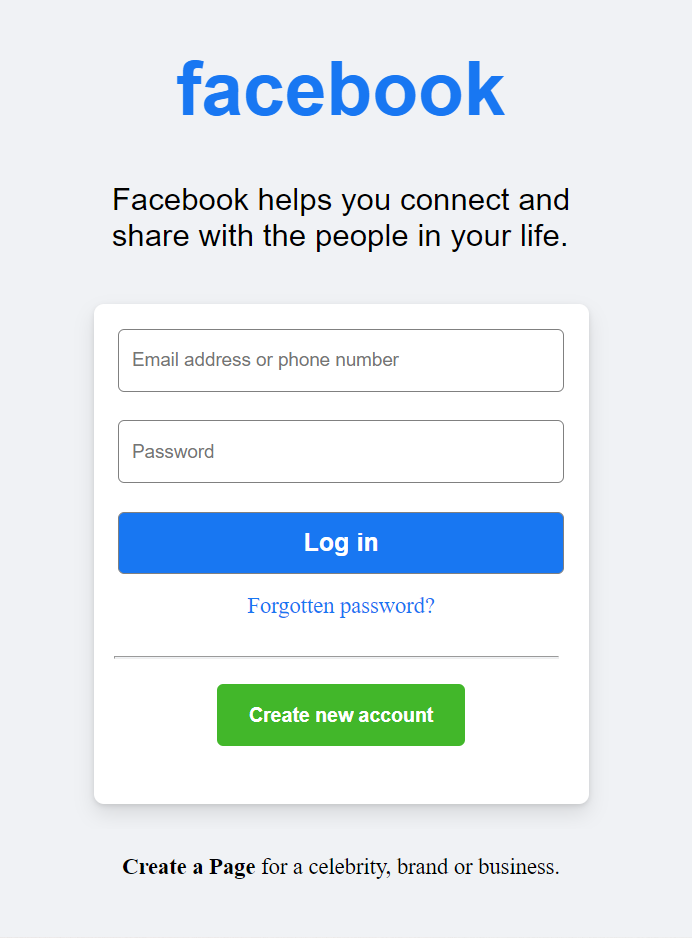 facebook
Facebook helps you connect and
share with the people in your life.
Email address or phone number
Password
Log in
Forgotten password?
Create new account
Create a Page for a celebrity, brand or business.